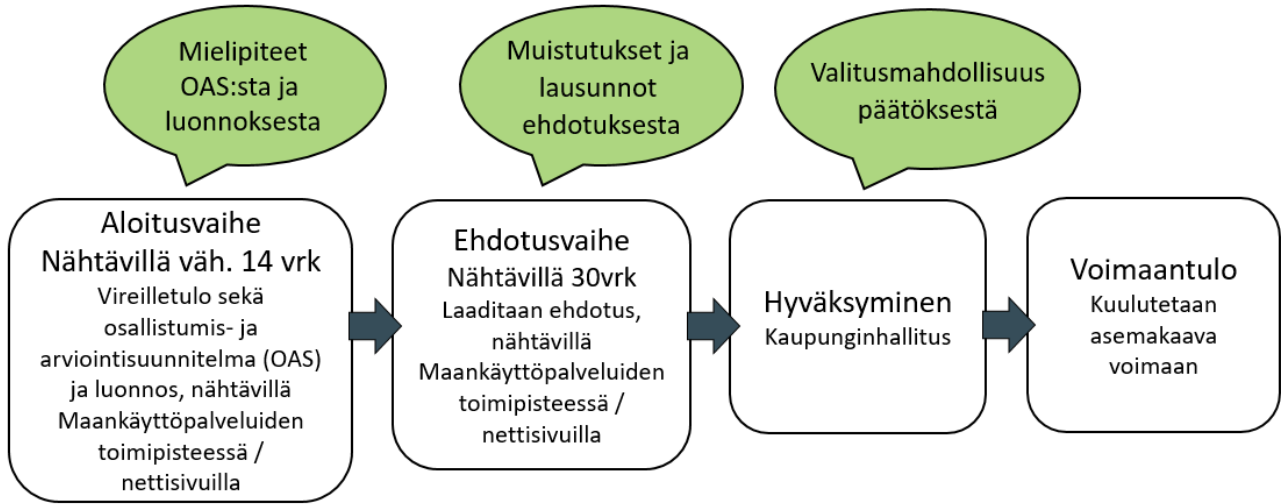 Mielipiteet
OAS:sta ja
luonnoksesta
Muistutukset ja
lausunnot
ehdotuksesta
Valitusmahdollisuus
päätöksestä
Aloitusvaihe
Nähtävillä väh. 14 vrk
Vireilletulo sekä
osallistumis- ja
arviointisuunnitelma (OAS)
ja luonnos, nähtävillä
Maankäyttöpalveluiden
toimipisteessä /
nettisivuilla
Ehdotusvaihe
Nähtävillä 30vrk
Laaditaan ehdotus,
nähtävillä
Maankäyttöpalveluiden
toimipisteessä /
nettisivuilla
Hyväksyminen
Kaupunginhallitus
Voimaantulo
Kuulutetaan
asemakaava
voimaan